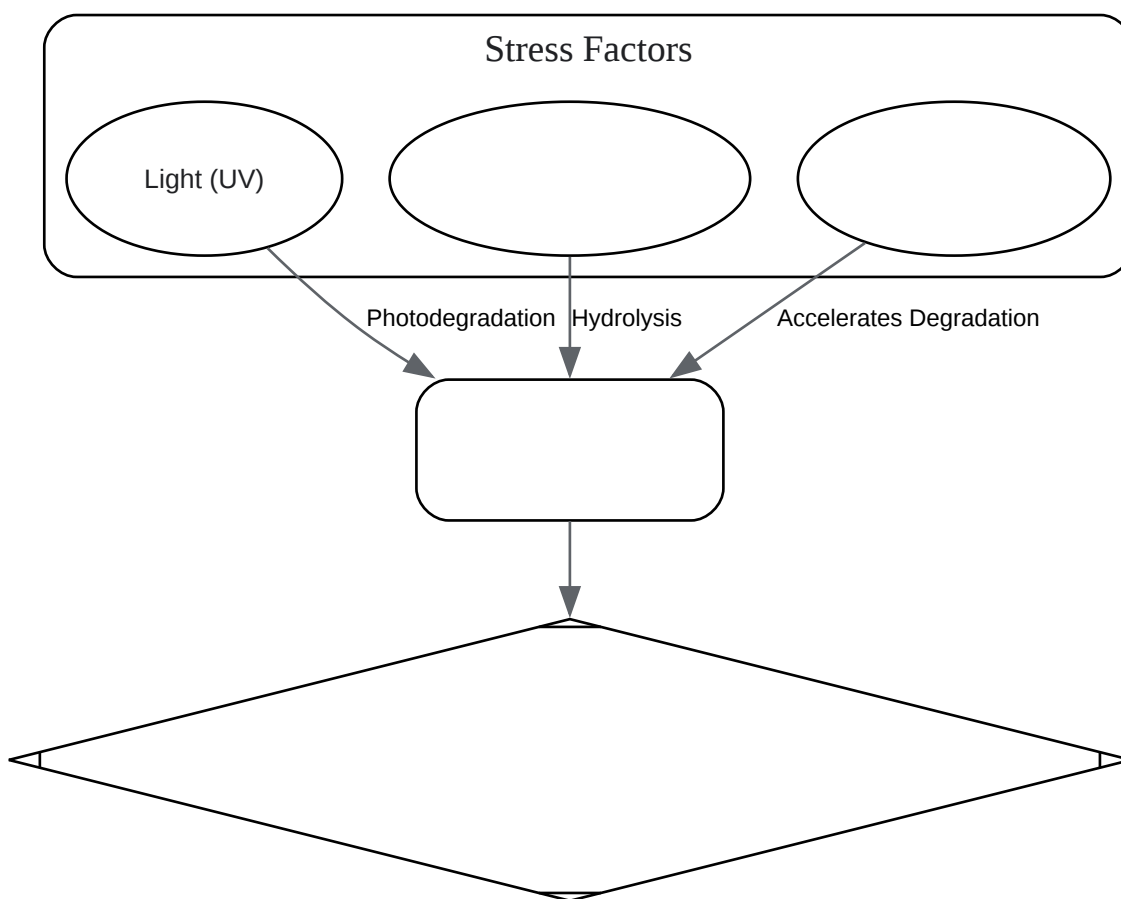 Stress Factors
Light (UV)
Photodegradation
Hydrolysis
Accelerates Degradation